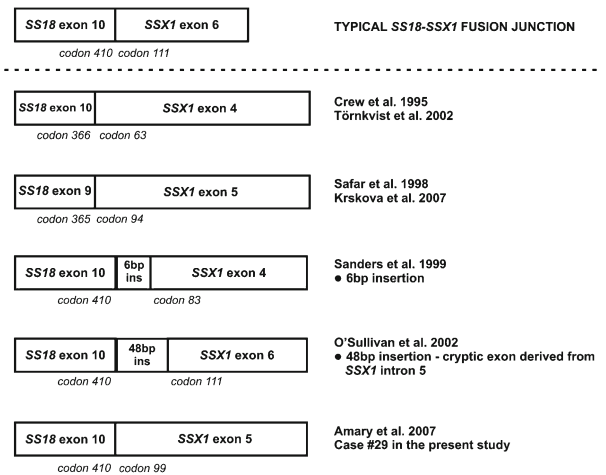 SS18 exon 10 SSX1 exon 6 TYPICAL SS18-SSX1 FUSION JUNCTION
codon 410 codon 111
SS18 exon 10 SSX1 exon 4 Crew et al. 1995
Törnkvist et al. 2002
codon 366 codon 63
SS18 exon 9 SSX1 exon 5 Safar et al. 1998
Krskova et al. 2007
codon 365 codon 94
SS18 exon 10 6bp ins SSX1 exon 4 Sanders et al. 1999
● 6bp insertion
codon 410 codon 83
SS18 exon 10 48bp ins SSX1 exon 6 O'Sullivan et al. 2002
● 48bp insertion - cryptic exon derived from
SSX1 intron 5
codon 410 codon 111
SS18 exon 10 SSX1 exon 5 Amary et al. 2007
Case #29 in the present study
codon 410 codon 99